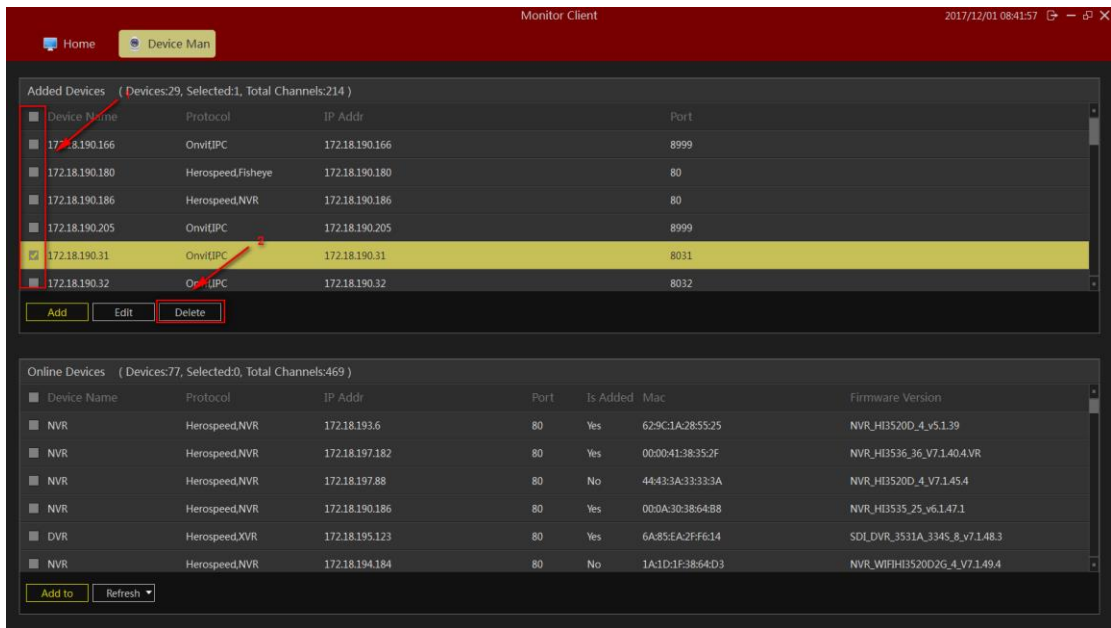 Monitor Client 2017/12/01 08:41:57
Home Device Man
Added Devices ( Devices:29, Selected:1, Total Channels:214 )
1
Device Name Protocol IP Addr Port
172.18.190.166 Onvif,IPC 172.18.190.166 8999
172.18.190.180 Herospeed,Fisheye 172.18.190.180 80
172.18.190.186 Herospeed,NVR 172.18.190.186 80
172.18.190.205 Onvif,IPC 172.18.190.205 8999
2
172.18.190.31 Onvif,IPC 172.18.190.31 8031
172.18.190.32 Onvif,IPC 172.18.190.32 8032
Add Edit Delete
Online Devices ( Devices:77, Selected:0, Total Channels:469 )
Device Name Protocol IP Addr Port Is Added Mac Firmware Version
NVR Herospeed,NVR 172.18.193.6 80 Yes 62:9C:1A:28:55:25 NVR_HI3520D_4_v5.1.39
NVR Herospeed,NVR 172.18.197.182 80 Yes 00:00:41:38:35:2F NVR_HI3536_36_V7.1.40.4.VR
NVR Herospeed,NVR 172.18.197.88 80 No 44:43:3A:33:33:3A NVR_HI3520D_4_V7.1.45.4
NVR Herospeed,NVR 172.18.190.186 80 Yes 00:0A:30:38:64:B8 NVR_HI3535_25_v6.1.47.1
DVR Herospeed,XVR 172.18.195.123 80 Yes 6A:85:EA:2F:F6:14 SDI_DVR_3531A_334S_8_v7.1.48.3
NVR Herospeed,NVR 172.18.194.184 80 No 1A:1D:1F:38:64:D3 NVR_WIFIHI3520D2G_4_V7.1.49.4
Add to Refresh